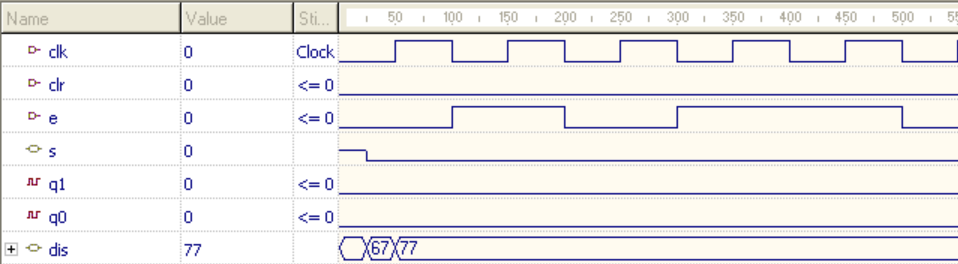 Name Value Sti... 50 100 150 200 250 300 350 400 450 500 55
clk 0 Clock
clr 0 <= 0
e 0 <= 0
s 0
q1 0 <= 0
q0 0 <= 0
dis 77 67 77